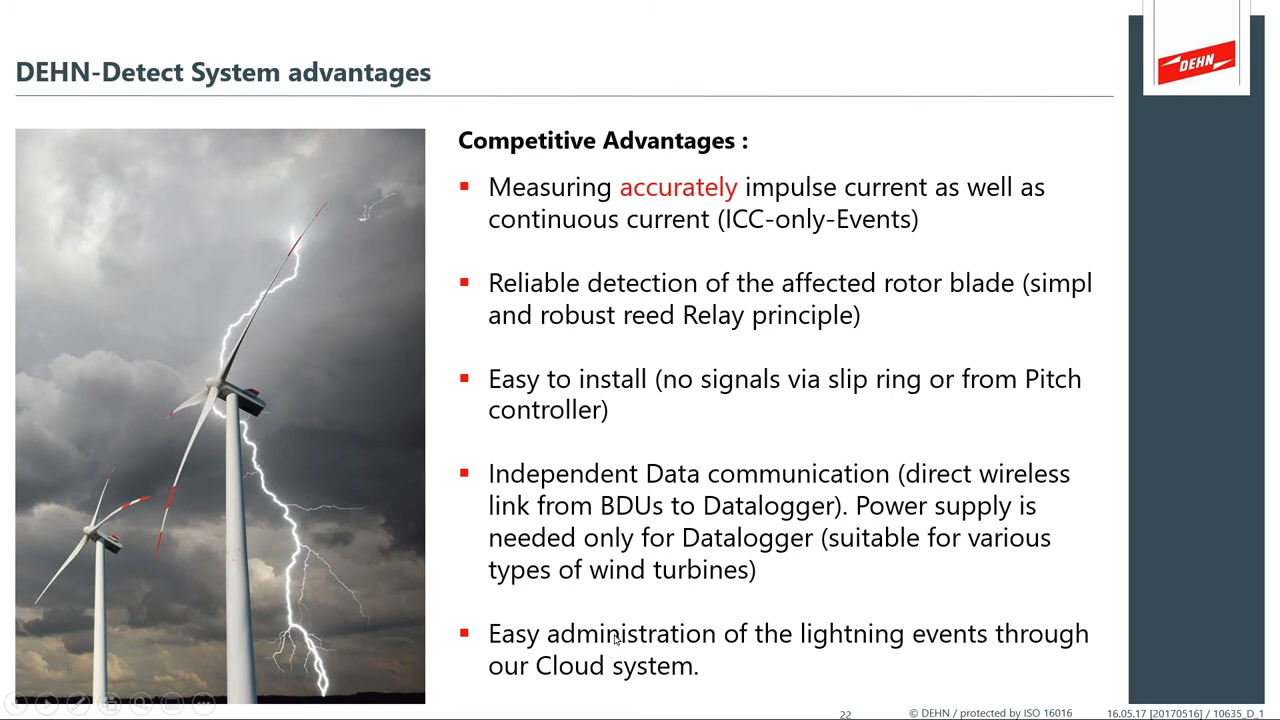 DEHN-Detect System advantages
DEHN
Competitive Advantages :
Measuring accurately impulse current as well as
continuous current (ICC-only-Events)
Reliable detection of the affected rotor blade (simpl
and robust reed Relay principle)
Easy to install (no signals via slip ring or from Pitch
controller)
Independent Data communication (direct wireless
link from BDUs to Datalogger). Power supply is
needed only for Datalogger (suitable for various
types of wind turbines)
Easy administration of the lightning events through
our Cloud system.
22
© DEHN / protected by ISO 16016
16.05.17 [20170516] / 10635_D_1